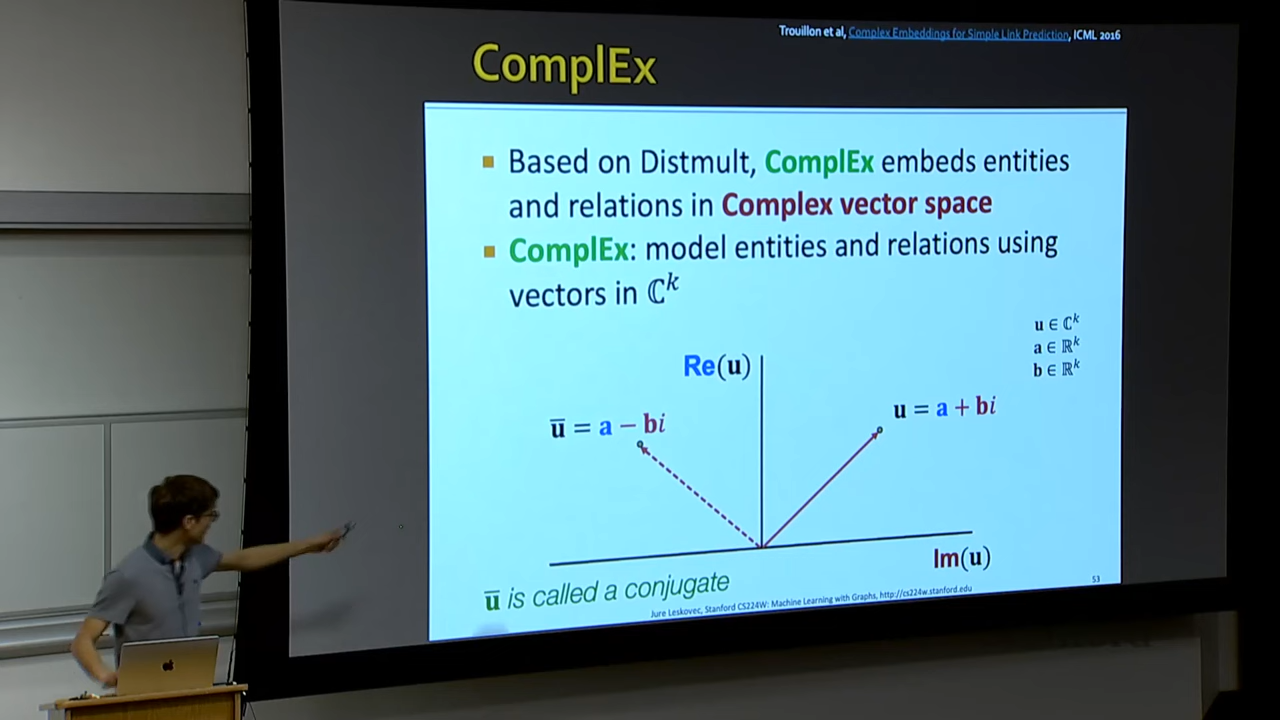 Trouillon et al, Complex Embeddings for Simple Link Prediction, ICML 2016
ComplEx
Based on Distmult, ComplEx embeds entities
and relations in Complex vector space
ComplEx: model entities and relations using
vectors in ℂᵏ
u ∈ ℂᵏ
a ∈ ℝᵏ
b ∈ ℝᵏ
Re(u)
u = a + bi
ū = a − bi
Im(u)
ū is called a conjugate
53
Jure Leskovec, Stanford CS224W: Machine Learning with Graphs, http://cs224w.stanford.edu